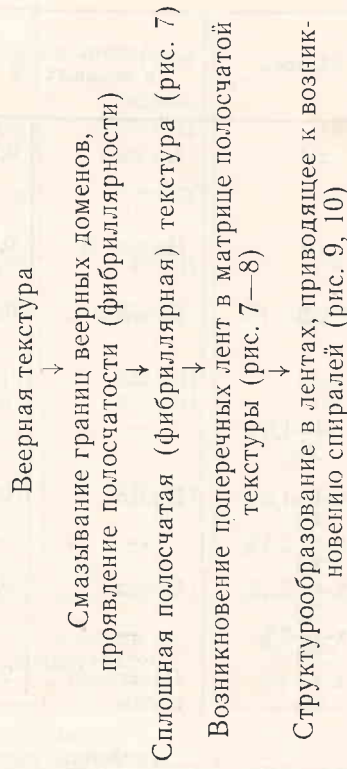 Веерная текстура
↓
Смазывание границ веерных доменов,
проявление полосчатости (фибриллярности)
↓
Сплошная полосчатая (фибриллярная) текстура (рис. 7)
↓
Возникновение поперечных лент в матрице полосчатой
текстуры (рис. 7—8)
↓
Структурообразование в лентах, приводящее к возник-
новению спиралей (рис. 9, 10)